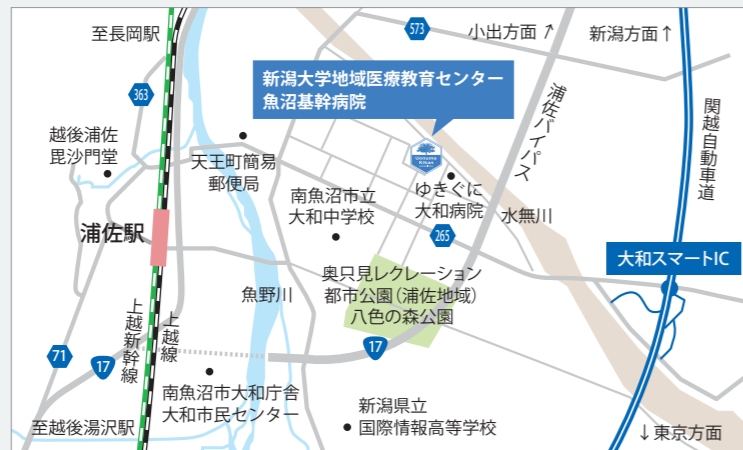 至長岡駅
573
小出方面↗
新潟方面↑
新潟大学地域医療教育センター
魚沼基幹病院
363
浦佐バイパス
関越自動車道
越後浦佐
毘沙門堂
天王町簡易
郵便局
ゆきぐに
大和病院
南魚沼市立
大和中学校
水無川
浦佐駅
265
大和スマートIC
奥只見レクレーション
都市公園(浦佐地域)
八色の森公園
魚野川
上越新幹線
上越線
71
17
17
南魚沼市大和庁舎
大和市民センター
新潟県立
国際情報高等学校
至越後湯沢駅
↓東京方面